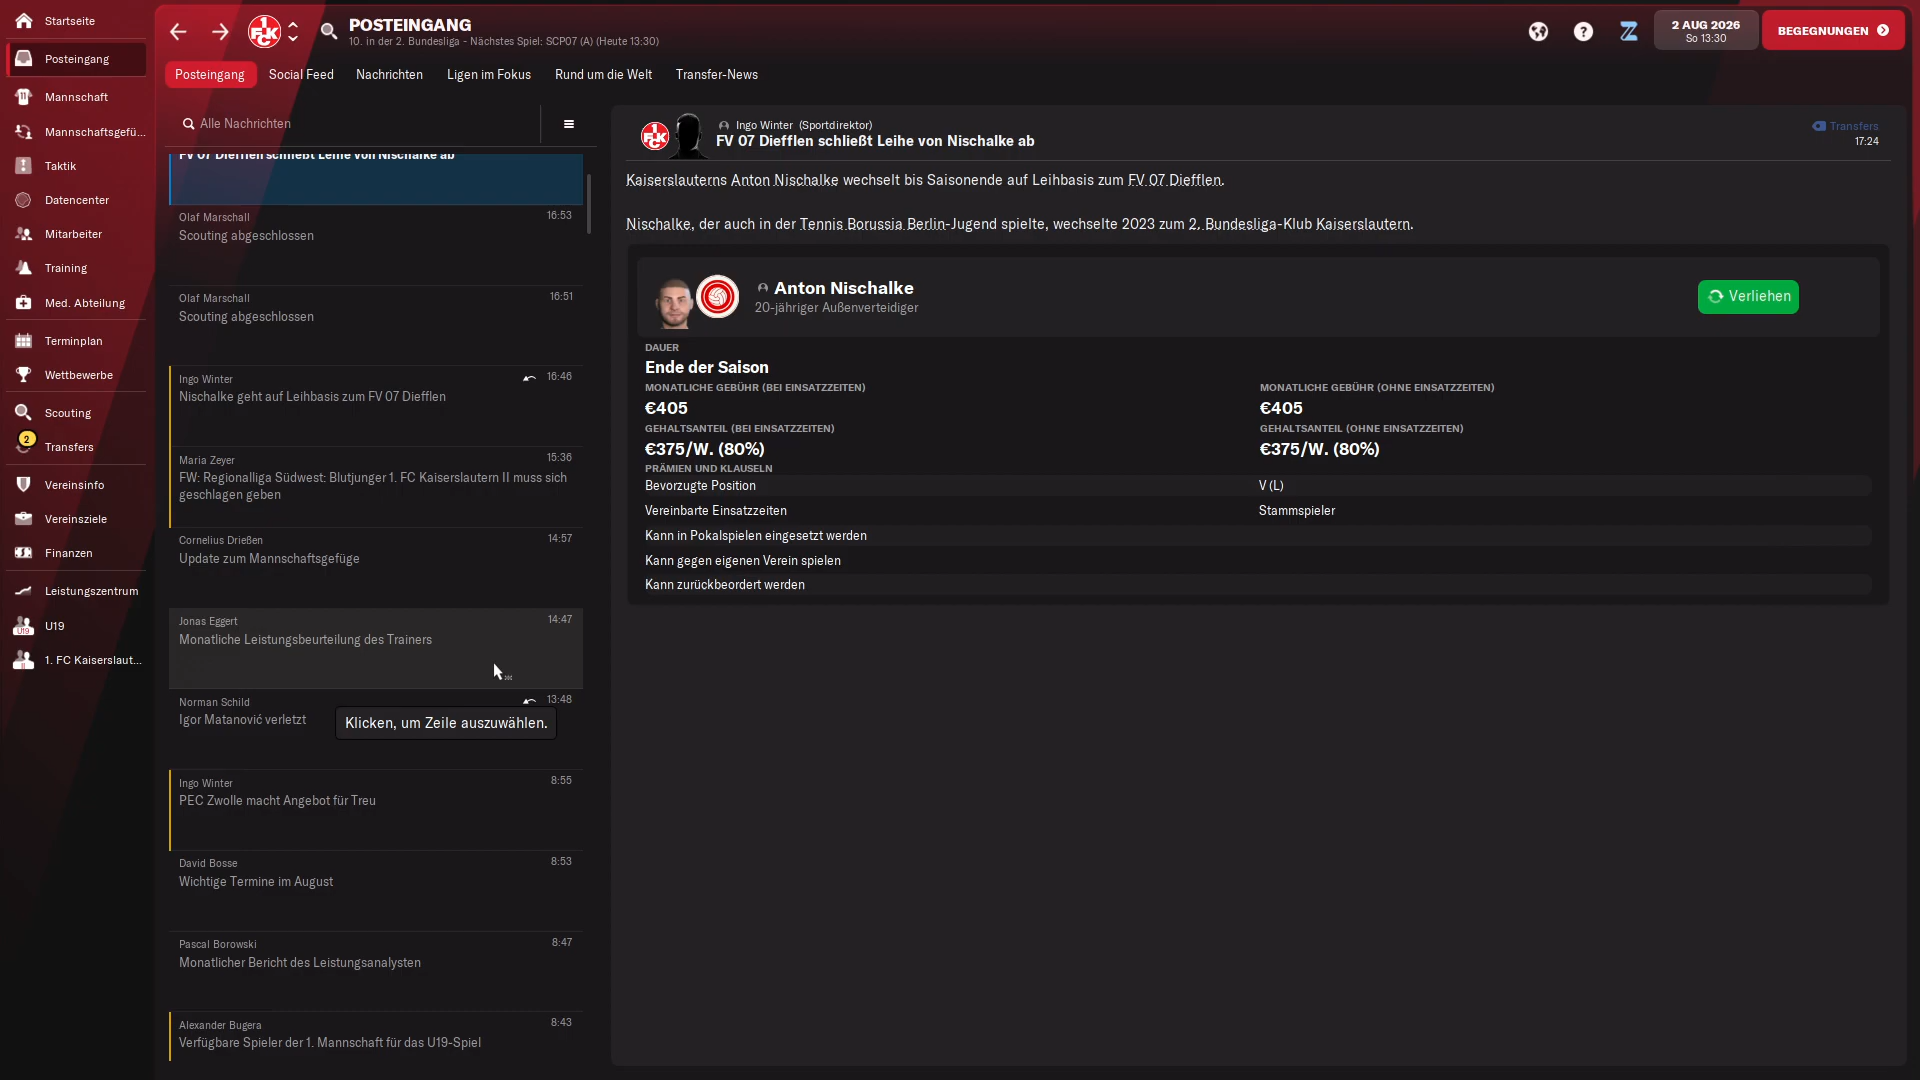 Startseite
Posteingang
Mannschaft
Mannschaftsgefü...
Taktik
Datencenter
Mitarbeiter
Training
Med. Abteilung
Terminplan
Wettbewerbe
Scouting
2
Transfers
Vereinsinfo
Vereinsziele
Finanzen
Leistungszentrum
U19
U19
1. FC Kaiserslaut...
POSTEINGANG
10. in der 2. Bundesliga - Nächstes Spiel: SCP07 (A) (Heute 13:30)
2 AUG 2026
So 13:30
BEGEGNUNGEN
Posteingang
Social Feed
Nachrichten
Ligen im Fokus
Rund um die Welt
Transfer-News
Alle Nachrichten
FV 07 Diefflen schließt Leihe von Nischalke ab
Olaf Marschall
16:53
Scouting abgeschlossen
Olaf Marschall
16:51
Scouting abgeschlossen
Ingo Winter
16:46
Nischalke geht auf Leihbasis zum FV 07 Diefflen
Maria Zeyer
15:36
FW: Regionalliga Südwest: Blutjunger 1. FC Kaiserslautern II muss sich
geschlagen geben
Cornelius Drießen
14:57
Update zum Mannschaftsgefüge
Jonas Eggert
14:47
Monatliche Leistungsbeurteilung des Trainers
Norman Schild
13:48
Igor Matanović verletzt
Klicken, um Zeile auszuwählen.
Ingo Winter
8:55
PEC Zwolle macht Angebot für Treu
David Bosse
8:53
Wichtige Termine im August
Pascal Borowski
8:47
Monatlicher Bericht des Leistungsanalysten
Alexander Bugera
8:43
Verfügbare Spieler der 1. Mannschaft für das U19-Spiel
Ingo Winter (Sportdirektor)
FV 07 Diefflen schließt Leihe von Nischalke ab
Transfers
17:24
Kaiserslauterns Anton Nischalke wechselt bis Saisonende auf Leihbasis zum FV 07 Diefflen.
Nischalke, der auch in der Tennis Borussia Berlin-Jugend spielte, wechselte 2023 zum 2. Bundesliga-Klub Kaiserslautern.
Anton Nischalke
20-jähriger Außenverteidiger
Verliehen
DAUER
Ende der Saison
MONATLICHE GEBÜHR (BEI EINSATZZEITEN)
MONATLICHE GEBÜHR (OHNE EINSATZZEITEN)
€405
€405
GEHALTSANTEIL (BEI EINSATZZEITEN)
GEHALTSANTEIL (OHNE EINSATZZEITEN)
€375/W. (80%)
€375/W. (80%)
PRÄMIEN UND KLAUSELN
Bevorzugte Position
V (L)
Vereinbarte Einsatzzeiten
Stammspieler
Kann in Pokalspielen eingesetzt werden
Kann gegen eigenen Verein spielen
Kann zurückbeordert werden